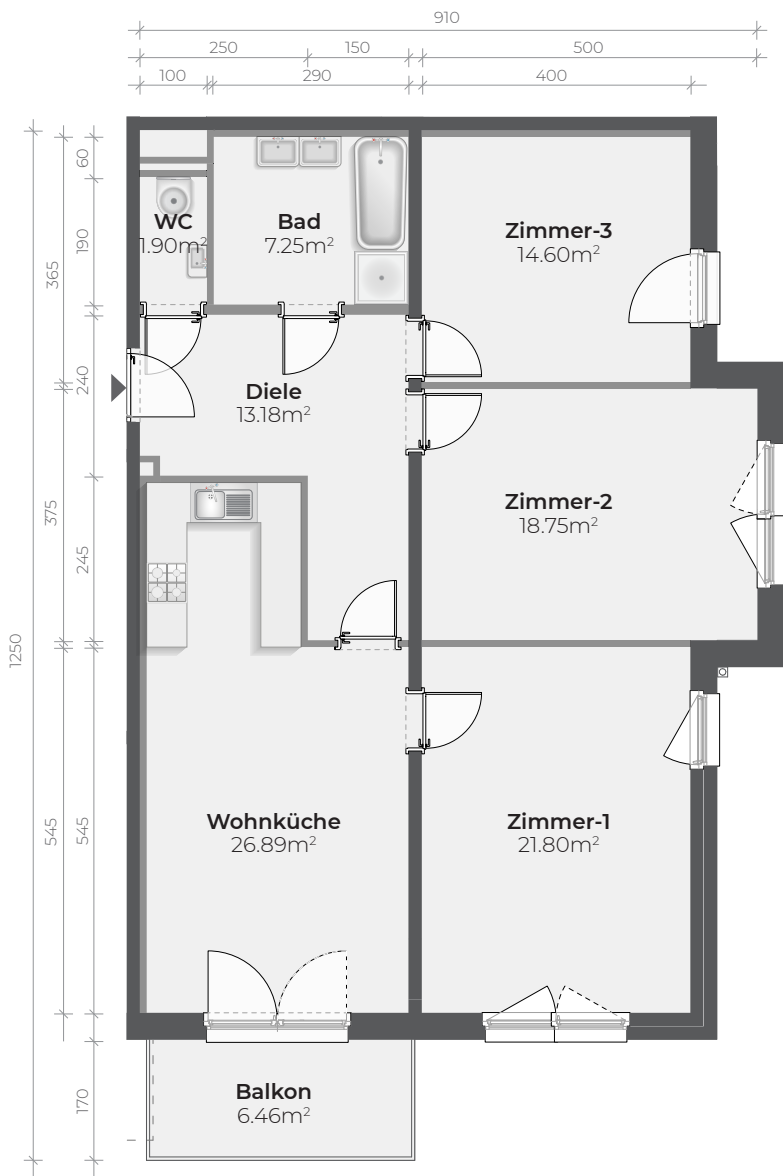 910
250 150 500
100 290 400
60
WC
1.90m²
Bad
7.25m²
Zimmer-3
14.60m²
190
365
240
Diele
13.18m²
375
Zimmer-2
18.75m²
245
1250
545
545
Wohnküche
26.89m²
Zimmer-1
21.80m²
170
Balkon
6.46m²